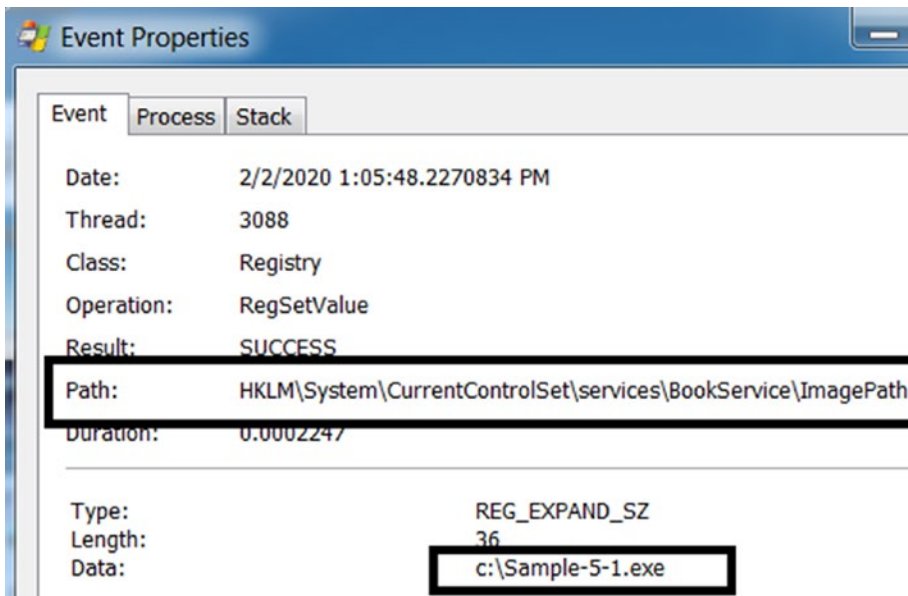 Event Properties
Event Process Stack
Date: 2/2/2020 1:05:48.2270834 PM
Thread: 3088
Class: Registry
Operation: RegSetValue
Result: SUCCESS
Path: HKLM\System\CurrentControlSet\services\BookService\ImagePath
Duration: 0.0002247
Type: REG_EXPAND_SZ
Length: 36
Data: c:\Sample-5-1.exe